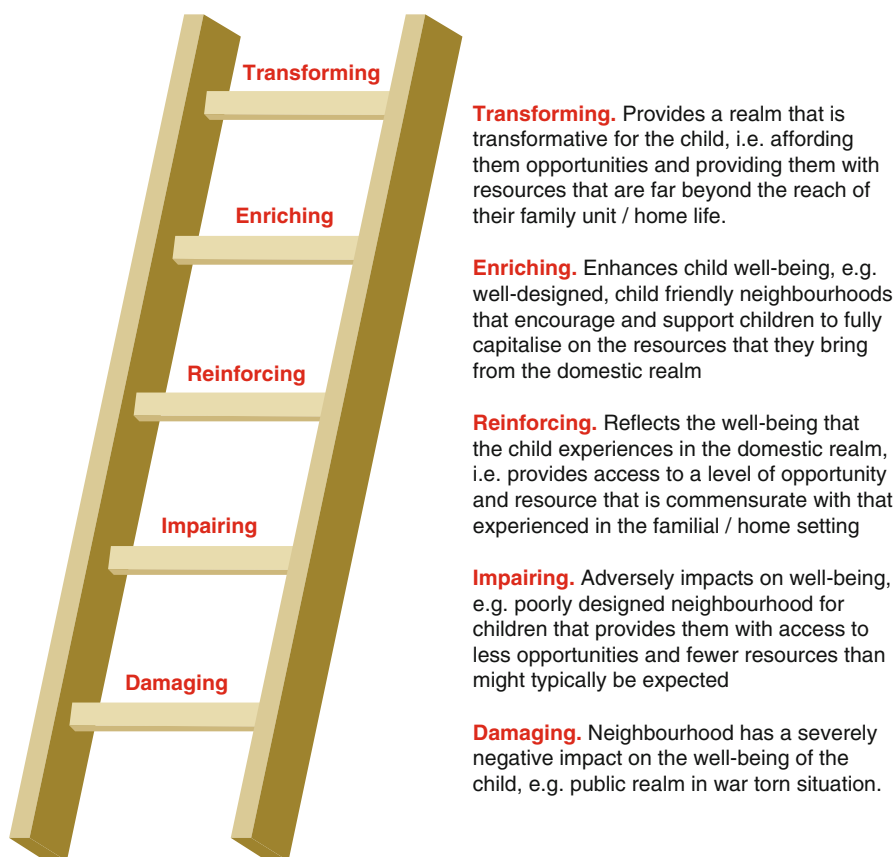 Transforming
Enriching
Reinforcing
Impairing
Damaging
Transforming. Provides a realm that is
transformative for the child, i.e. affording
them opportunities and providing them with
resources that are far beyond the reach of
their family unit / home life.
Enriching. Enhances child well-being, e.g.
well-designed, child friendly neighbourhoods
that encourage and support children to fully
capitalise on the resources that they bring
from the domestic realm
Reinforcing. Reflects the well-being that
the child experiences in the domestic realm,
i.e. provides access to a level of opportunity
and resource that is commensurate with that
experienced in the familial / home setting
Impairing. Adversely impacts on well-being,
e.g. poorly designed neighbourhood for
children that provides them with access to
less opportunities and fewer resources than
might typically be expected
Damaging. Neighbourhood has a severely
negative impact on the well-being of the
child, e.g. public realm in war torn situation.